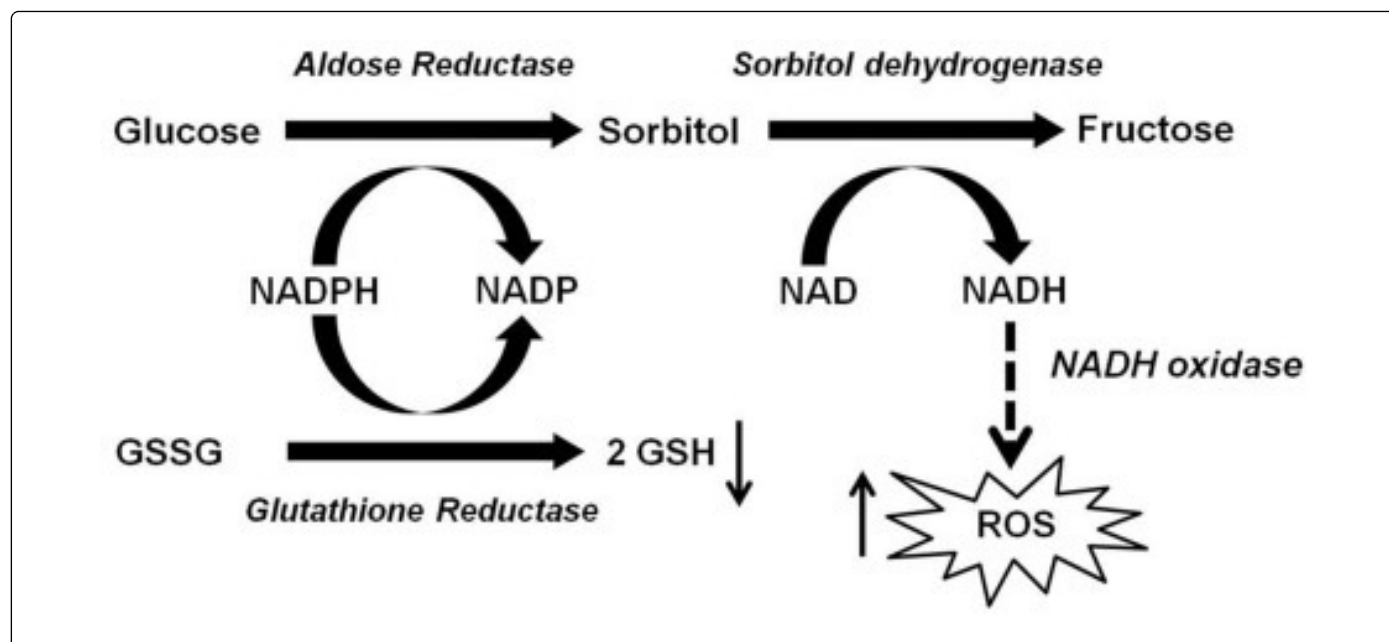 Aldose Reductase
Sorbitol dehydrogenase
Glucose
Sorbitol
Fructose
NADPH
NADP
NAD
NADH
NADH oxidase
GSSG
2 GSH
Glutathione Reductase
ROS